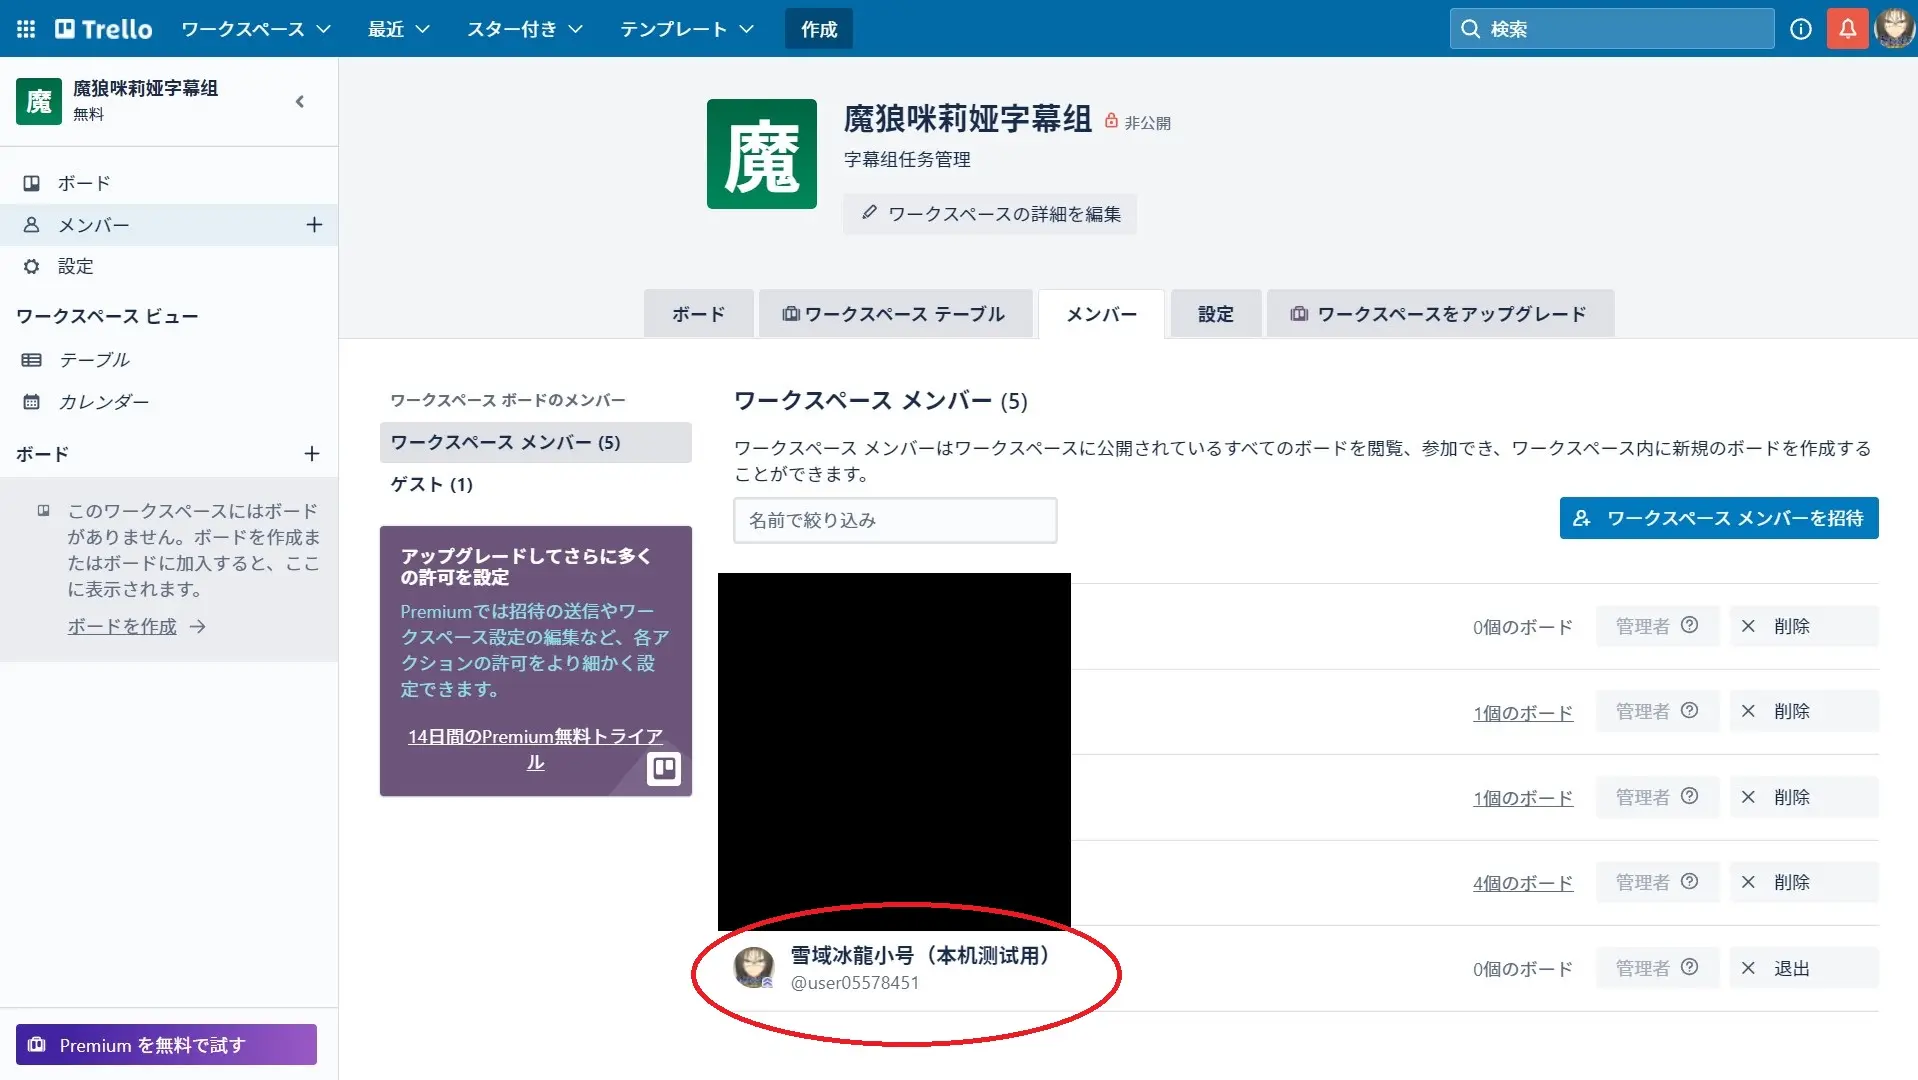 Trello ワークスペース 最近 スター付き テンプレート 作成 検索
魔 魔狼咪莉娅字幕组
無料
ボード
メンバー
設定
ワークスペース ビュー
テーブル
カレンダー
ボード
このワークスペースにはボード
がありません。ボードを作成ま
たはボードに加入すると、ここ
に表示されます。
ボードを作成 →
Premium を無料で試す
魔
魔狼咪莉娅字幕组 非公開
字幕组任务管理
ワークスペースの詳細を編集
ボード ワークスペース テーブル メンバー 設定 ワークスペースをアップグレード
ワークスペース ボードのメンバー
ワークスペース メンバー (5)
ゲスト (1)
アップグレードしてさらに多く
の許可を設定
Premiumでは招待の送信やワー
クスペース設定の編集など、各ア
クションの許可をより細かく設
定できます。
14日間のPremium無料トライア
ル
ワークスペース メンバー (5)
ワークスペース メンバーはワークスペースに公開されているすべてのボードを閲覧、参加でき、ワークスペース内に新規のボードを作成する
ことができます。
名前で絞り込み
ワークスペース メンバーを招待
0個のボード 管理者 削除
1個のボード 管理者 削除
1個のボード 管理者 削除
4個のボード 管理者 削除
雪域冰龍小号（本机测试用）
@user05578451
0個のボード 管理者 退出